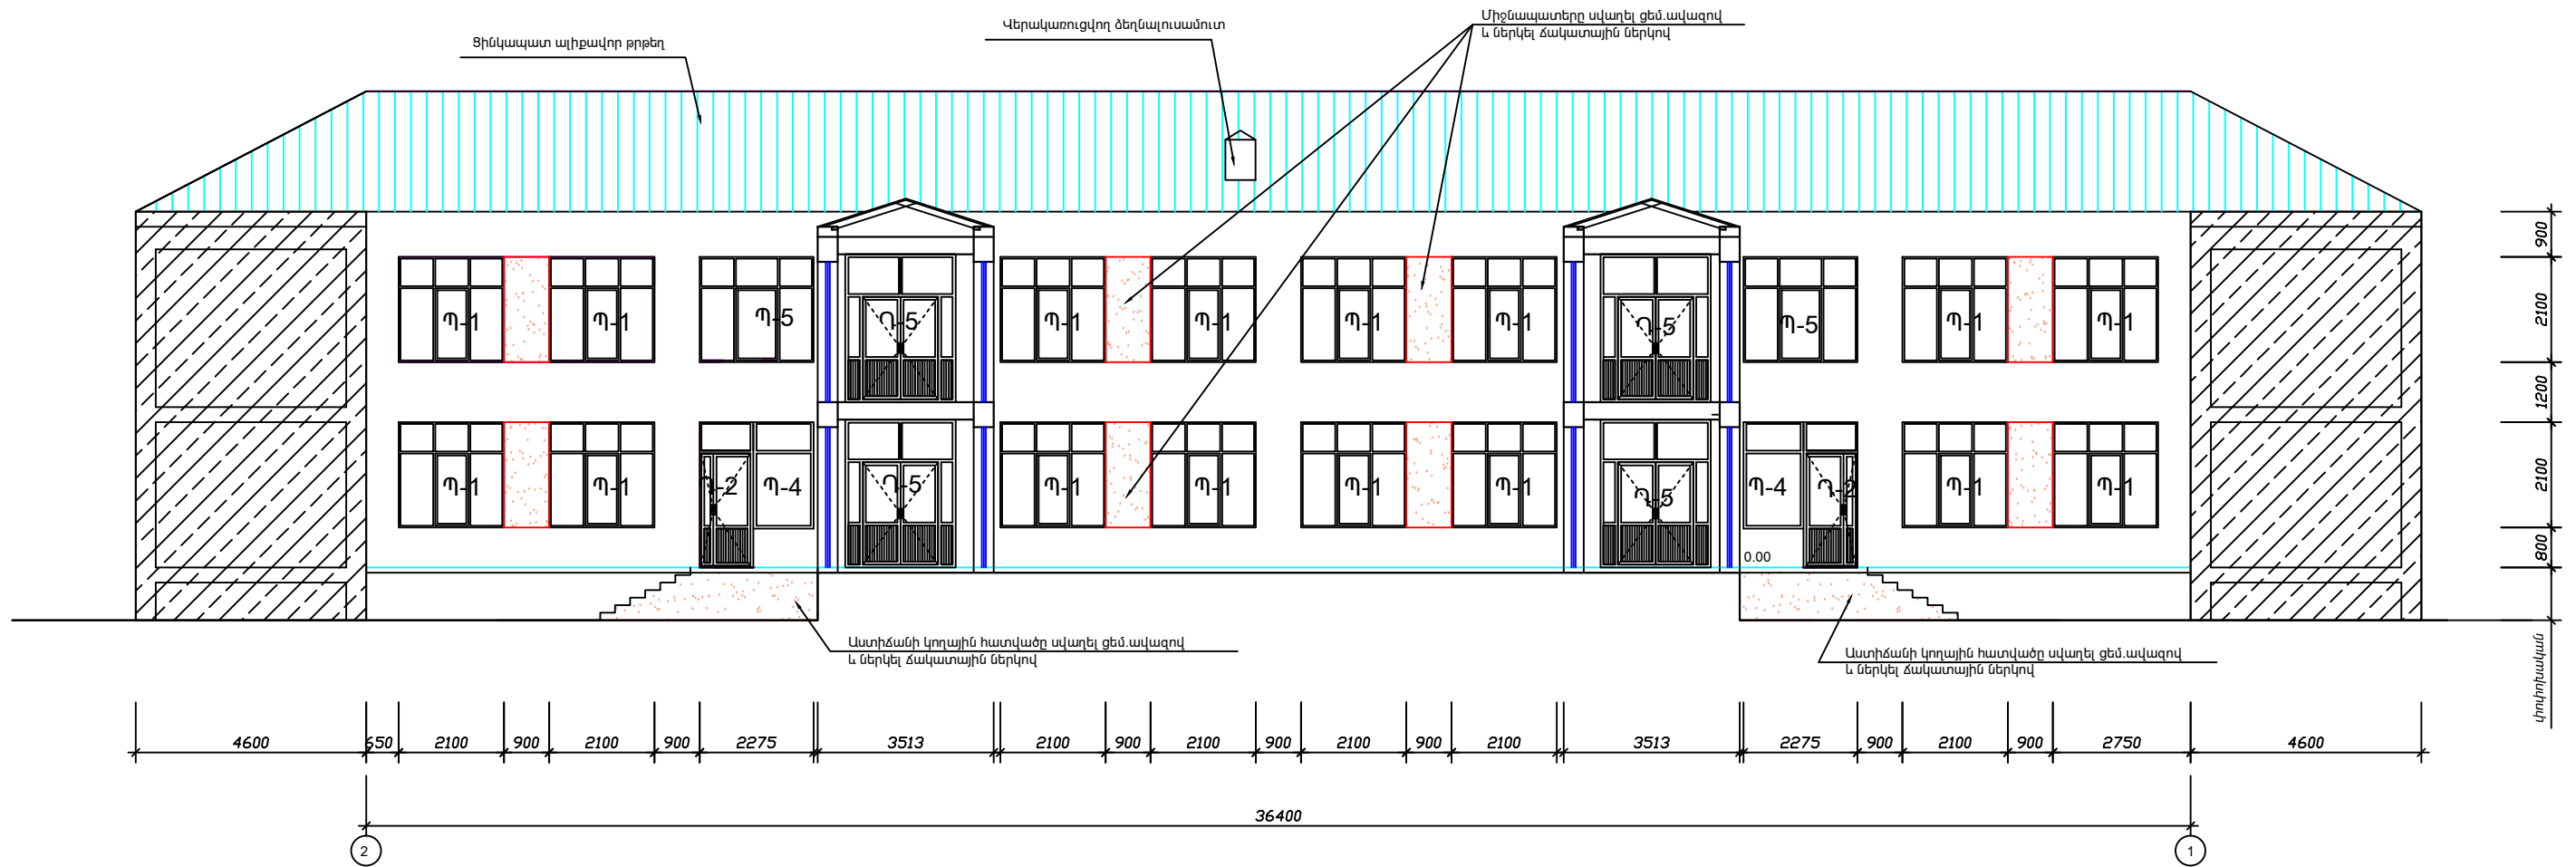 Միջնապատերը սվաղել ցեմ.ավազով
և ներկել ճակատային ներկով
Վերակառուցվող ձեղնալուսամուտ
Ցինկապատ ալիքավոր թրթեղ
900
Պ-1
Պ-1
Պ-5
Դ-5
Պ-1
Պ-1
Պ-1
Պ-1
Դ-5
Պ-5
Պ-1
Պ-1
2100
1200
Պ-1
Պ-1
Դ-2
Պ-4
Դ-5
Պ-1
Պ-1
Պ-1
Պ-1
Դ-5
Պ-4
Դ-2
Պ-1
Պ-1
2100
0.00
800
Աստիճանի կողային հատվածը սվաղել ցեմ.ավազով
և ներկել ճակատային ներկով
Աստիճանի կողային հատվածը սվաղել ցեմ.ավազով
և ներկել ճակատային ներկով
փոփոխական
4600 650 2100 900 2100 900 2275 3513 2100 900 2100 900 2100 900 2100 3513 2275 900 2100 900 2750 4600
36400
2 1